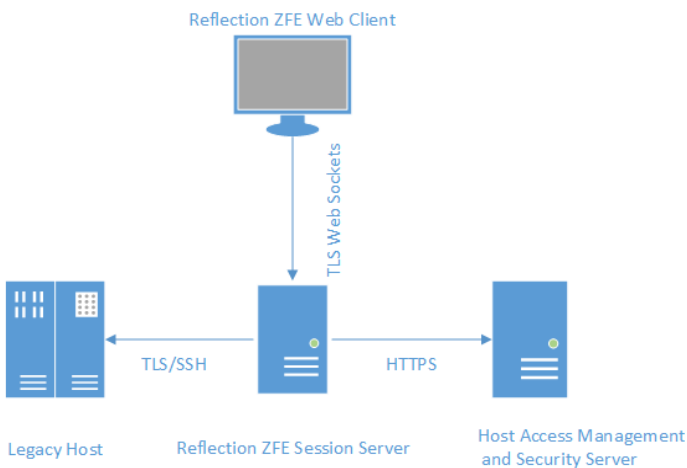 Reflection ZFE Web Client
TLS Web Sockets
TLS/SSH
HTTPS
Legacy Host
Reflection ZFE Session Server
Host Access Management
and Security Server